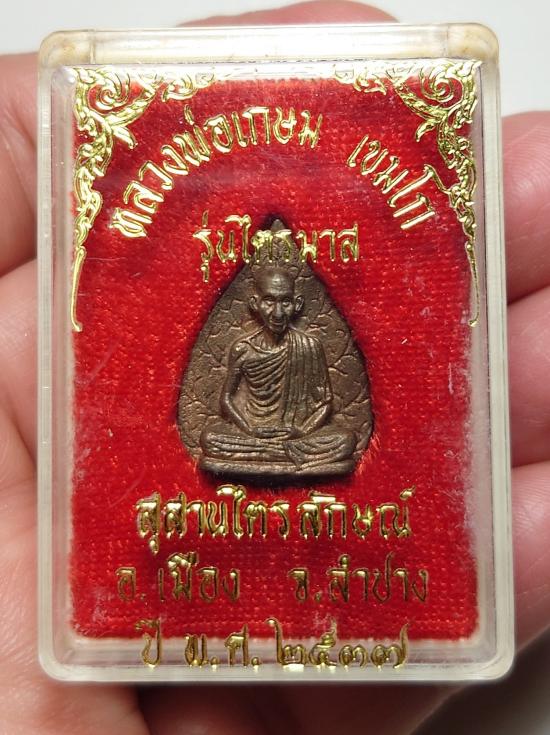 หลวงพ่อเกษม เขมโก
รุ่นไตรมาส
สุสานไตรลักษณ์
อ.เมือง จ.ลำปาง
ปี พ.ศ. ๒๕๓๗